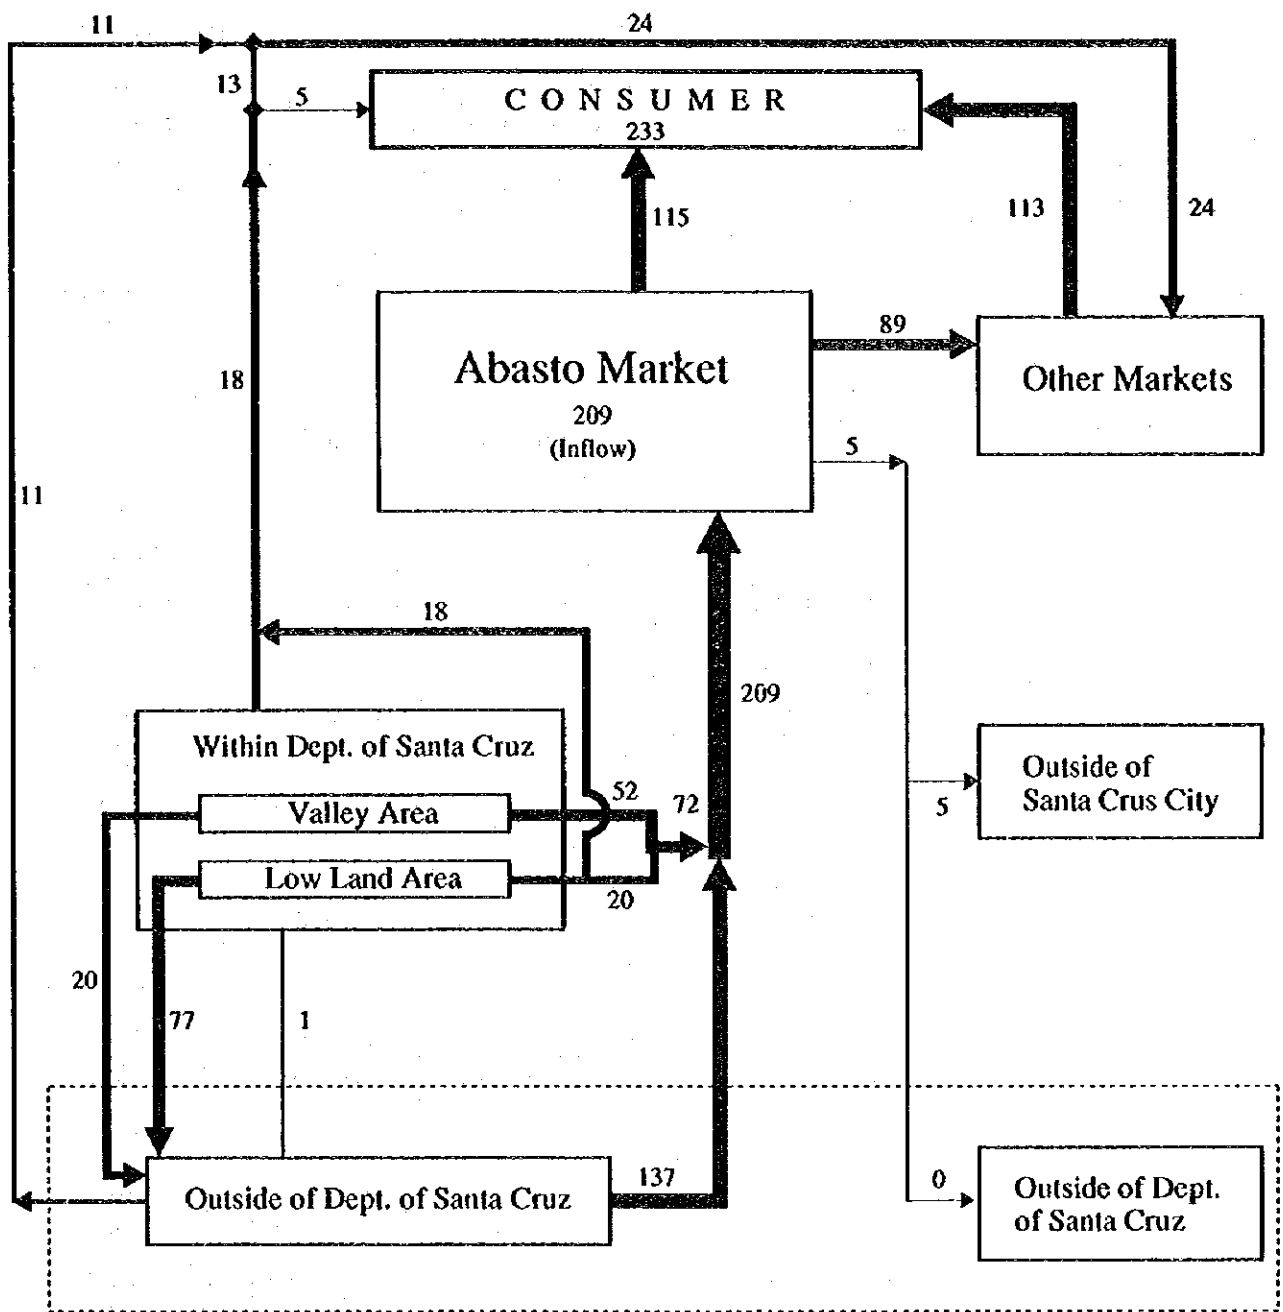 11
24
13
5
C O N S U M E R
233
115
113
24
89
18
Abasto Market
209
(Inflow)
Other Markets
5
11
18
209
Within Dept. of Santa Cruz
Outside of
Santa Crus City
52
72
5
Valley Area
Low Land Area
20
20
77
1
137
0
Outside of Dept. of Santa Cruz
Outside of Dept.
of Santa Cruz